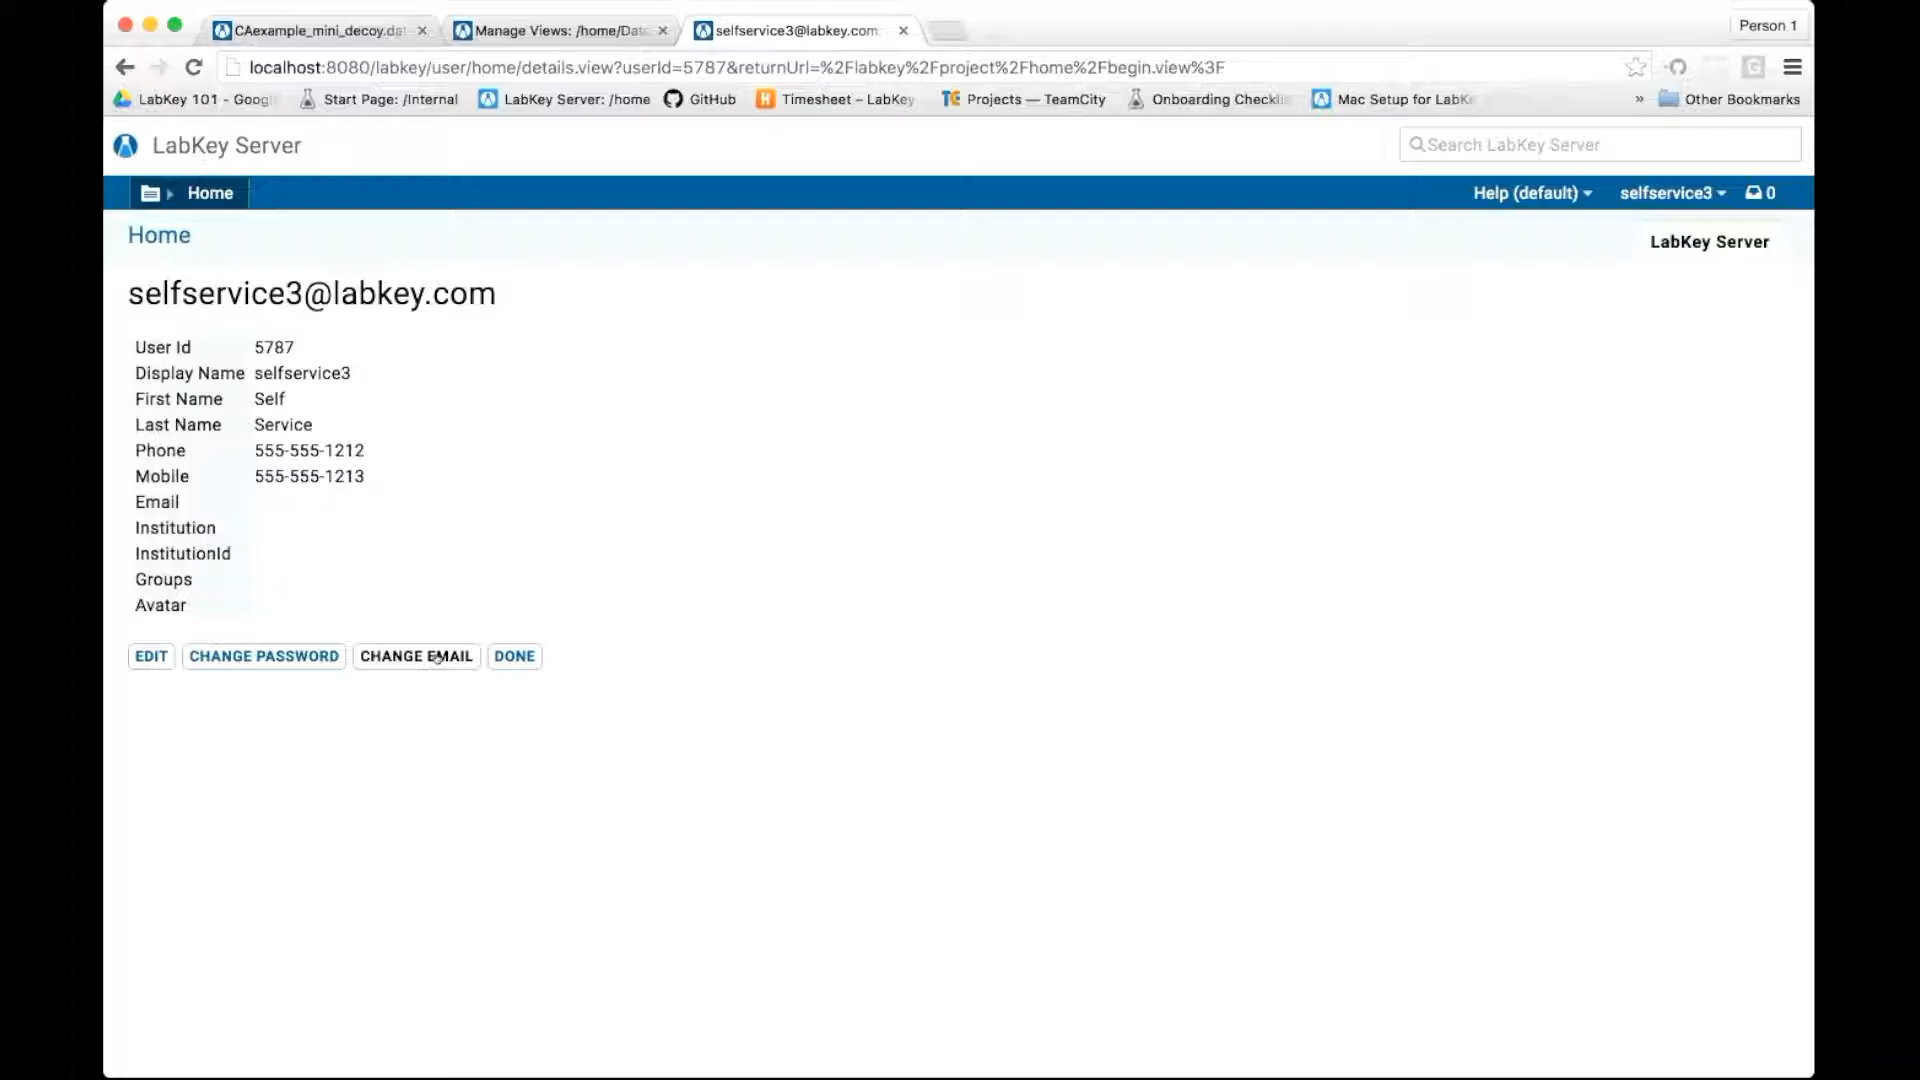 CAexample_mini_decoy.dat
Manage Views: /home/Data
selfservice3@labkey.com
Person 1
localhost:8080/labkey/user/home/details.view?userId=5787&returnUrl=%2Flabkey%2Fproject%2Fhome%2Fbegin.view%3F
LabKey 101 - Googl Start Page: /Internal LabKey Server: /home GitHub Timesheet – LabKey Projects — TeamCity Onboarding Checklis Mac Setup for LabKe » Other Bookmarks
LabKey Server
Search LabKey Server
Home
Help (default) selfservice3 0
Home
LabKey Server
selfservice3@labkey.com
User Id 5787
Display Name selfservice3
First Name Self
Last Name Service
Phone 555-555-1212
Mobile 555-555-1213
Email
Institution
InstitutionId
Groups
Avatar
EDIT CHANGE PASSWORD CHANGE EMAIL DONE